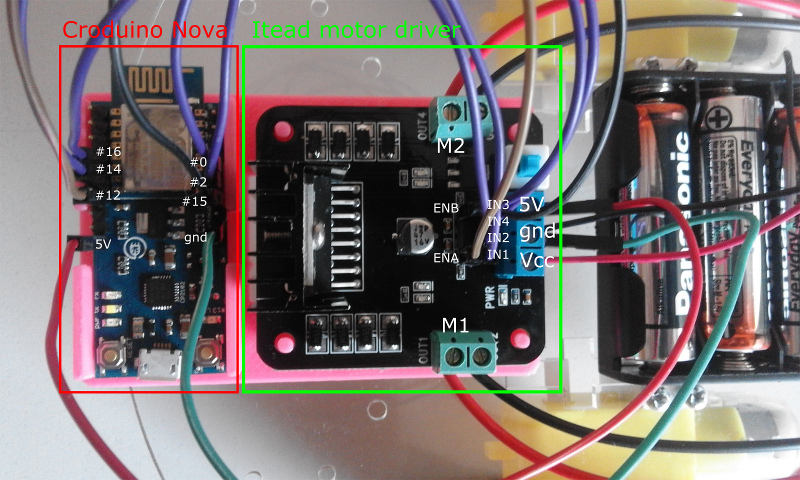 Croduino Nova
Itead motor driver
#16
#14
#12
5V
#0
#2
#15
gnd
OUT4
M2
ENB
ENA
IN3
IN4
IN2
IN1
5V
gnd
Vcc
PWR
M1
OUT1
Panasonic
Everyday
everyday